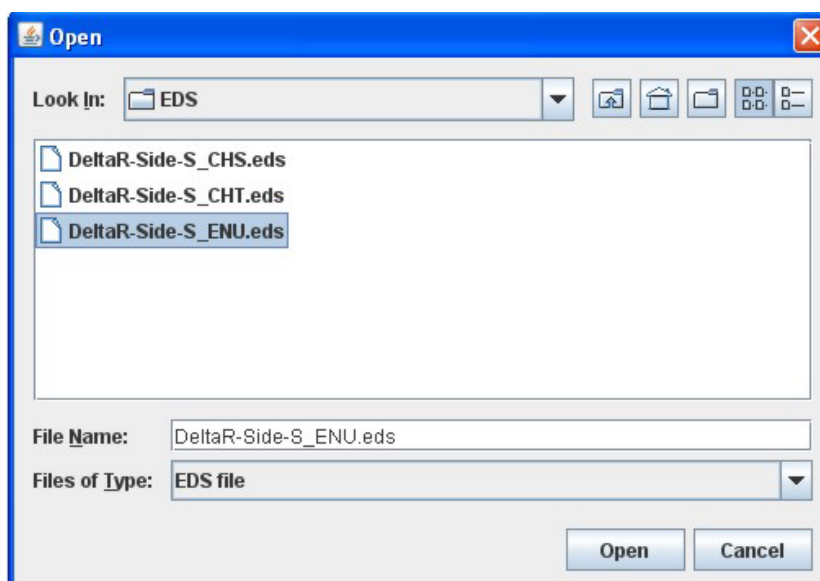 Open
Look In: EDS
DeltaR-Side-S_CHS.eds
DeltaR-Side-S_CHT.eds
DeltaR-Side-S_ENU.eds
File Name: DeltaR-Side-S_ENU.eds
Files of Type: EDS file
Open Cancel